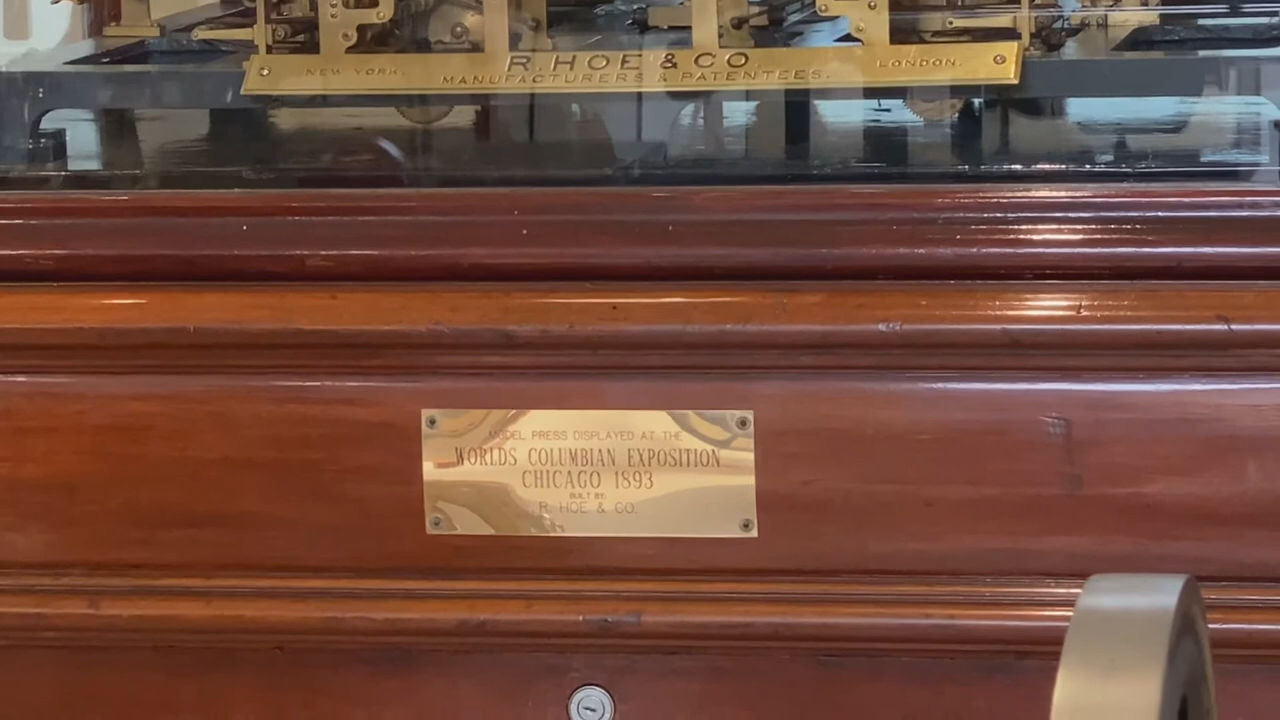 R. HOE & CO.
NEW YORK. MANUFACTURERS & PATENTEES. LONDON.
MODEL PRESS DISPLAYED AT THE
WORLDS COLUMBIAN EXPOSITION
CHICAGO 1893
BUILT BY:
R. HOE & CO.